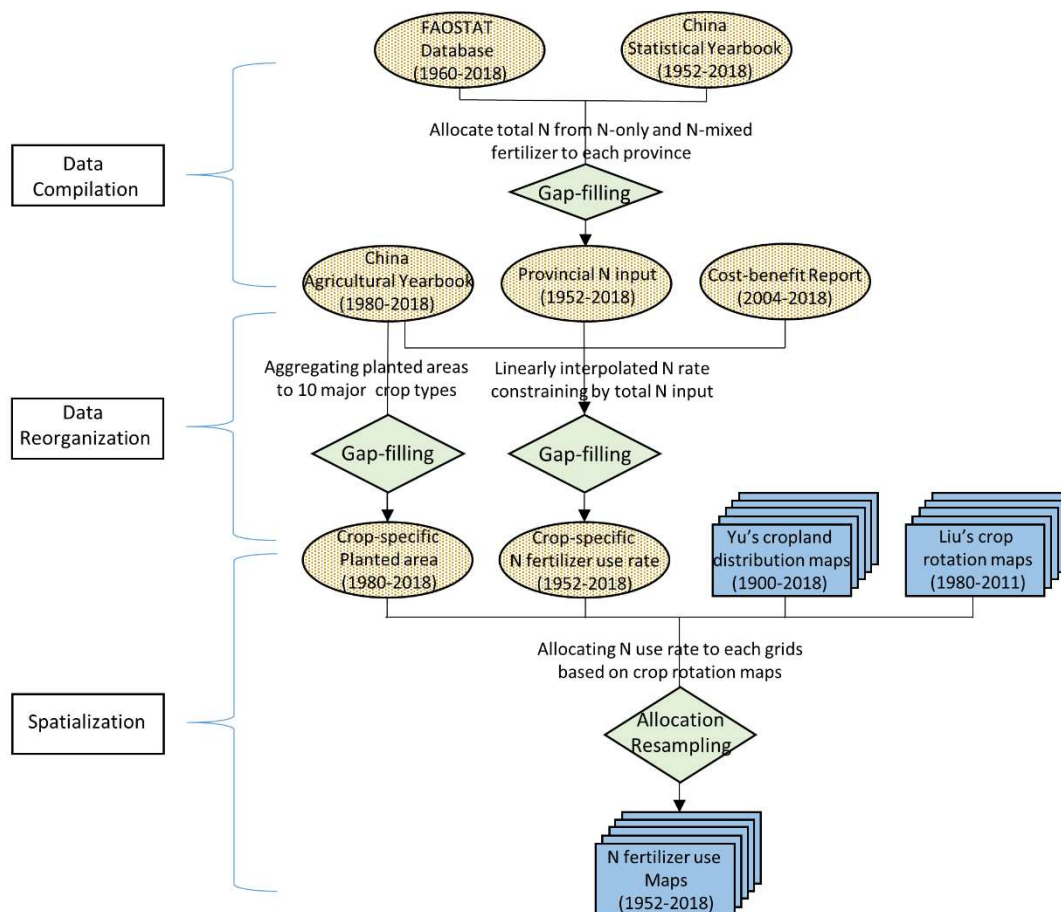 FAOSTAT
Database
(1960-2018)
China
Statistical Yearbook
(1952-2018)
Allocate total N from N-only and N-mixed
fertilizer to each province
Data
Compilation
Gap-filling
China
Agricultural Yearbook
(1980-2018)
Provincial N input
(1952-2018)
Cost-benefit Report
(2004-2018)
Aggregating planted areas
to 10 major crop types
Linearly interpolated N rate
constraining by total N input
Data
Reorganization
Gap-filling
Gap-filling
Crop-specific
Planted area
(1980-2018)
Crop-specific
N fertilizer use rate
(1952-2018)
Yu's cropland
distribution maps
(1900-2018)
Liu's crop
rotation maps
(1980-2011)
Allocating N use rate to each grids
based on crop rotation maps
Spatialization
Allocation
Resampling
N fertilizer use
Maps
(1952-2018)